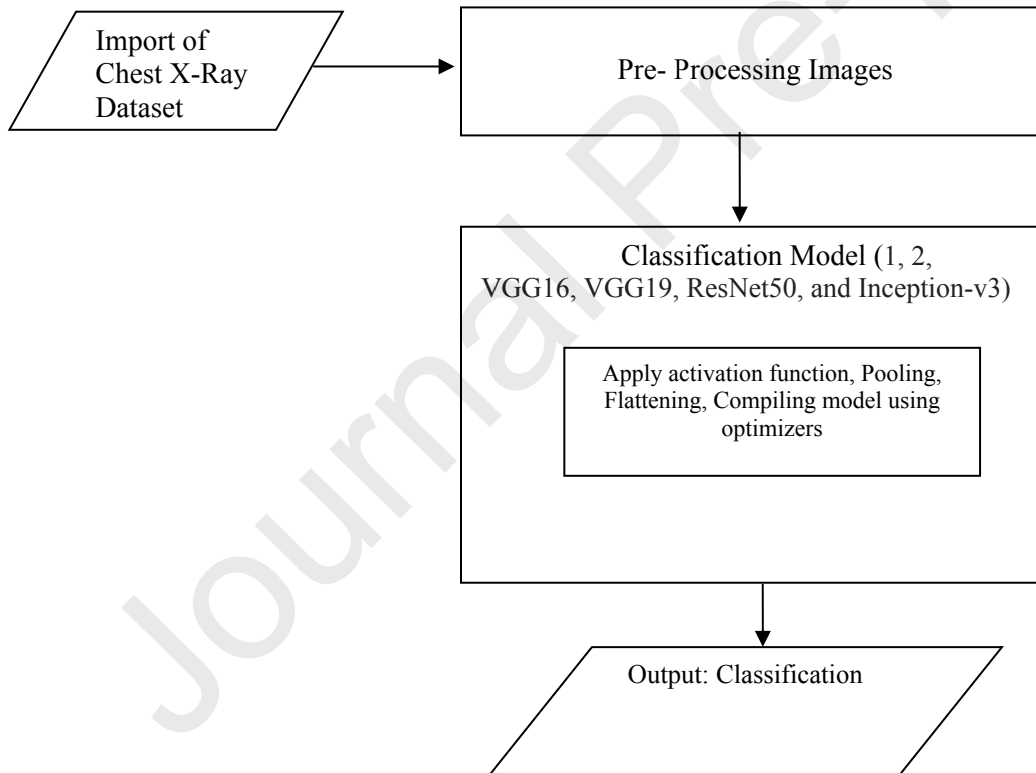 Import of
Chest X-Ray
Dataset
Pre- Processing Images
Classification Model (1, 2,
VGG16, VGG19, ResNet50, and Inception-v3)
Apply activation function, Pooling,
Flattening, Compiling model using
optimizers
Output: Classification
Journal Pre-